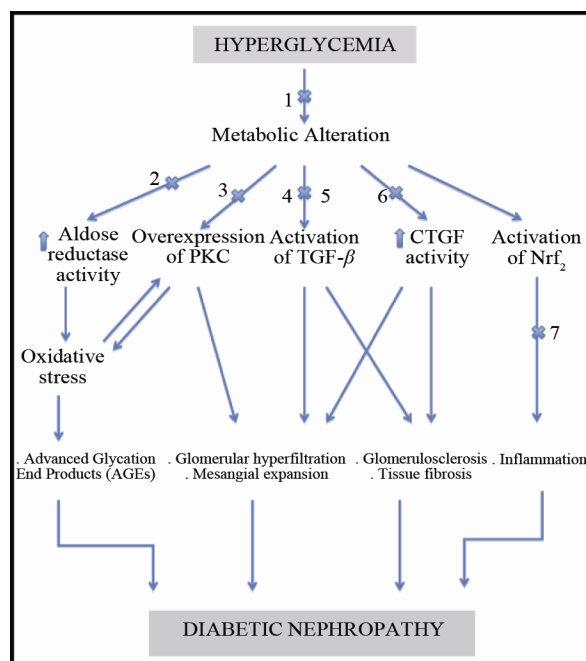 HYPERGLYCEMIA
1
Metabolic Alteration
2
3
4
5
6
Aldose
reductase
activity
Overexpression
of PKC
Activation
of TGF-β
CTGF
activity
Activation
of Nrf₂
7
Oxidative
stress
. Advanced Glycation
End Products (AGEs)
. Glomerular hyperfiltration
. Mesangial expansion
. Glomerulosclerosis
. Tissue fibrosis
. Inflammation
DIABETIC NEPHROPATHY